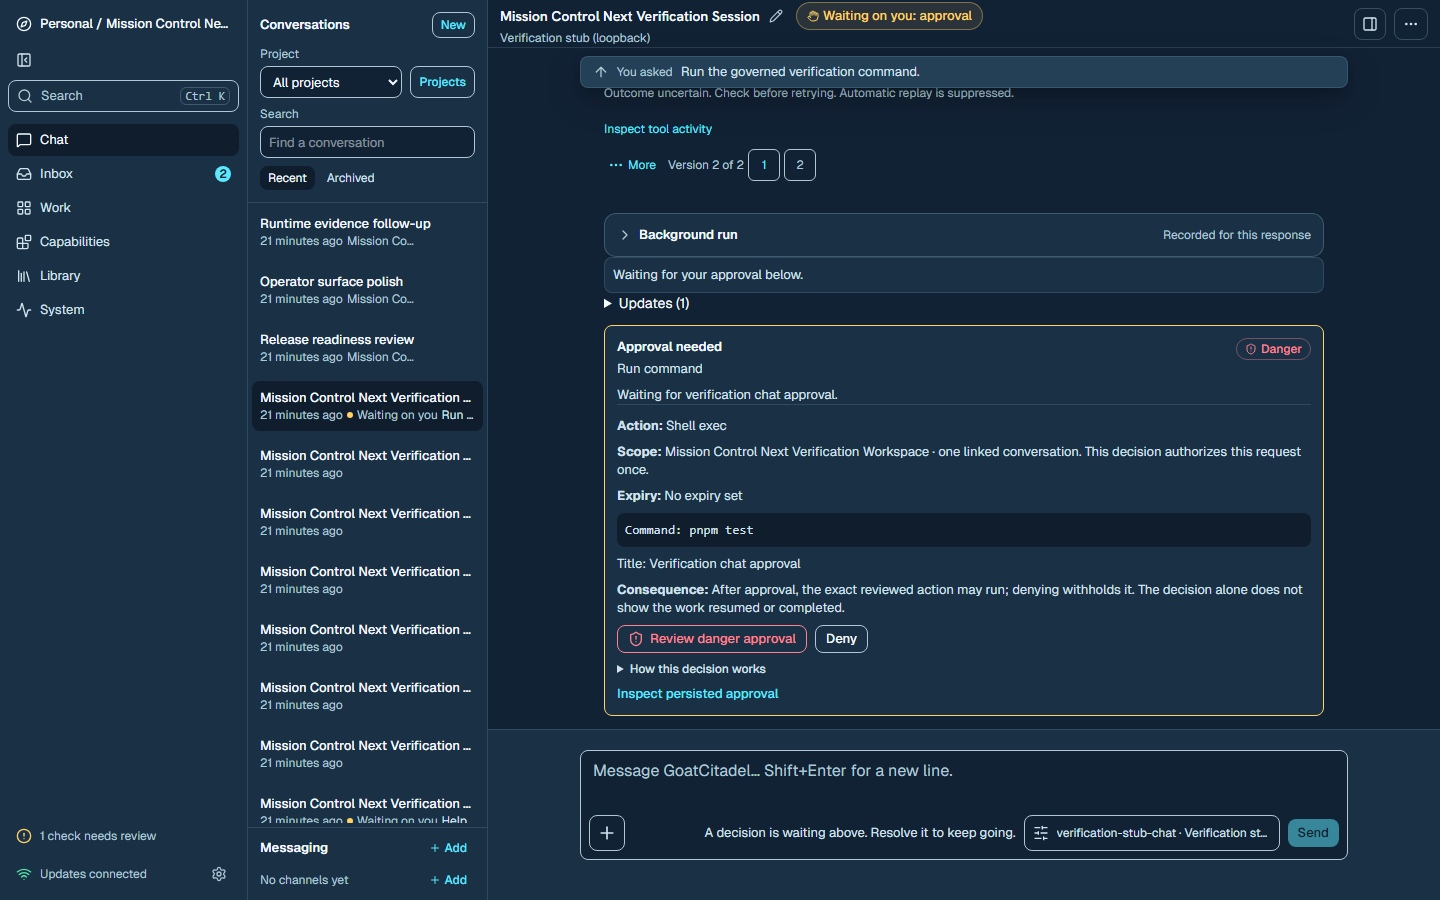 Personal / Mission Control Ne...
Search
Ctrl K
Chat
Inbox
2
Work
Capabilities
Library
System
1 check needs review
Updates connected
Conversations
New
Project
All projects
Projects
Search
Find a conversation
Recent
Archived
Runtime evidence follow-up
21 minutes ago Mission Co...
Operator surface polish
21 minutes ago Mission Co...
Release readiness review
21 minutes ago Mission Co...
Mission Control Next Verification ...
21 minutes ago Waiting on you Run ...
Mission Control Next Verification ...
21 minutes ago
Mission Control Next Verification ...
21 minutes ago
Mission Control Next Verification ...
21 minutes ago
Mission Control Next Verification ...
21 minutes ago
Mission Control Next Verification ...
21 minutes ago
Mission Control Next Verification ...
21 minutes ago
Mission Control Next Verification ...
21 minutes ago Waiting on you Help
Messaging
+ Add
No channels yet
+ Add
Mission Control Next Verification Session
Waiting on you: approval
Verification stub (loopback)
You asked Run the governed verification command.
Outcome uncertain. Check before retrying. Automatic replay is suppressed.
Inspect tool activity
... More Version 2 of 2 1 2
Background run
Recorded for this response
Waiting for your approval below.
Updates (1)
Approval needed
Danger
Run command
Waiting for verification chat approval.
Action: Shell exec
Scope: Mission Control Next Verification Workspace · one linked conversation. This decision authorizes this request
once.
Expiry: No expiry set
Command: pnpm test
Title: Verification chat approval
Consequence: After approval, the exact reviewed action may run; denying withholds it. The decision alone does not
show the work resumed or completed.
Review danger approval
Deny
How this decision works
Inspect persisted approval
Message GoatCitadel... Shift+Enter for a new line.
A decision is waiting above. Resolve it to keep going.
verification-stub-chat · Verification st...
Send